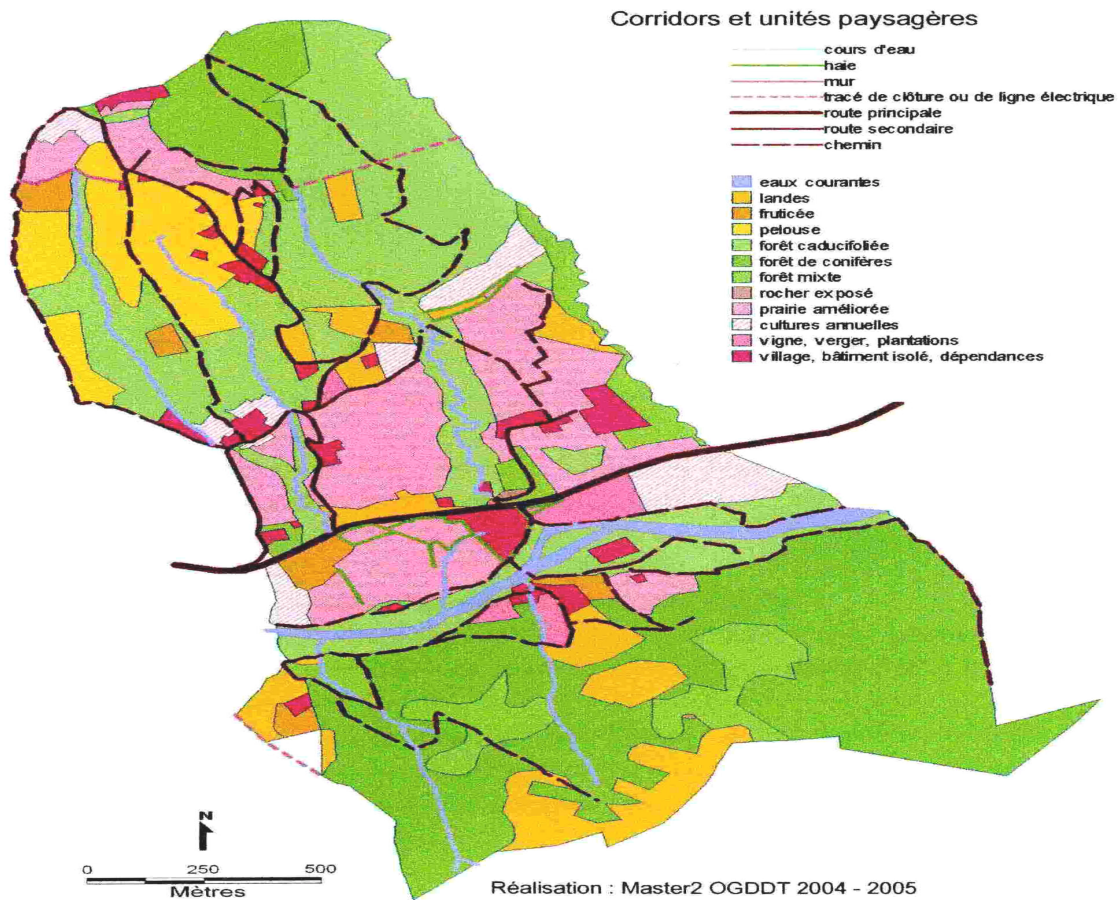 Corridors et unités paysagères
cours d'eau
haie
mur
tracé de clôture ou de ligne électrique
route principale
route secondaire
chemin
eaux courantes
landes
fruticée
pelouse
forêt caducifoliée
forêt de conifères
forêt mixte
rocher exposé
prairie améliorée
cultures annuelles
vigne, verger, plantations
village, bâtiment isolé, dépendances
N
0 250 500
Mètres
Réalisation : Master2 OGDDT 2004 - 2005